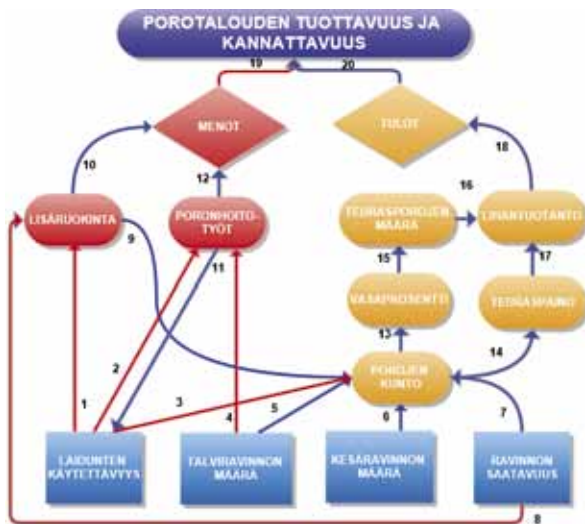 POROTALOUDEN TUOTTAVUUS JA
KANNATTAVUUS
19
20
MENOT
TULOT
10
12
18
16
LISÄRUOKINTA
9
PORONHOITO-
TYÖT
11
TEURASPOROJEN
MÄÄRÄ
LIHANTUOTANTO
15
17
VASAPROSENTTI
TEURASPAINO
13
14
2
POROJEN
KUNTO
1
3
4
5
6
7
LAIDUNTEN
KÄYTETTÄVYYS
TALVIRAVINNON
MÄÄRÄ
KESÄRAVINNON
MÄÄRÄ
RAVINNON
SAATAVUUS
8